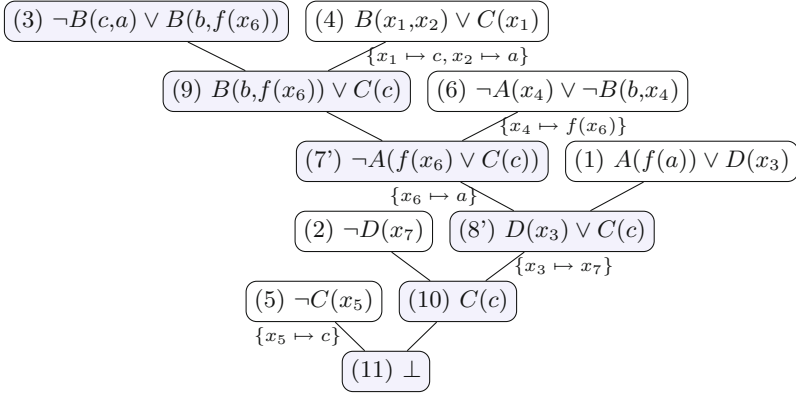 (3) ¬B(c,a) ∨ B(b,f(x₆)) (4) B(x₁,x₂) ∨ C(x₁)
{x₁ ↦ c, x₂ ↦ a}
(9) B(b,f(x₆)) ∨ C(c) (6) ¬A(x₄) ∨ ¬B(b,x₄)
{x₄ ↦ f(x₆)}
(7’) ¬A(f(x₆) ∨ C(c)) (1) A(f(a)) ∨ D(x₃)
{x₆ ↦ a}
(2) ¬D(x₇) (8’) D(x₃) ∨ C(c)
{x₃ ↦ x₇}
(5) ¬C(x₅) (10) C(c)
{x₅ ↦ c}
(11) ⊥